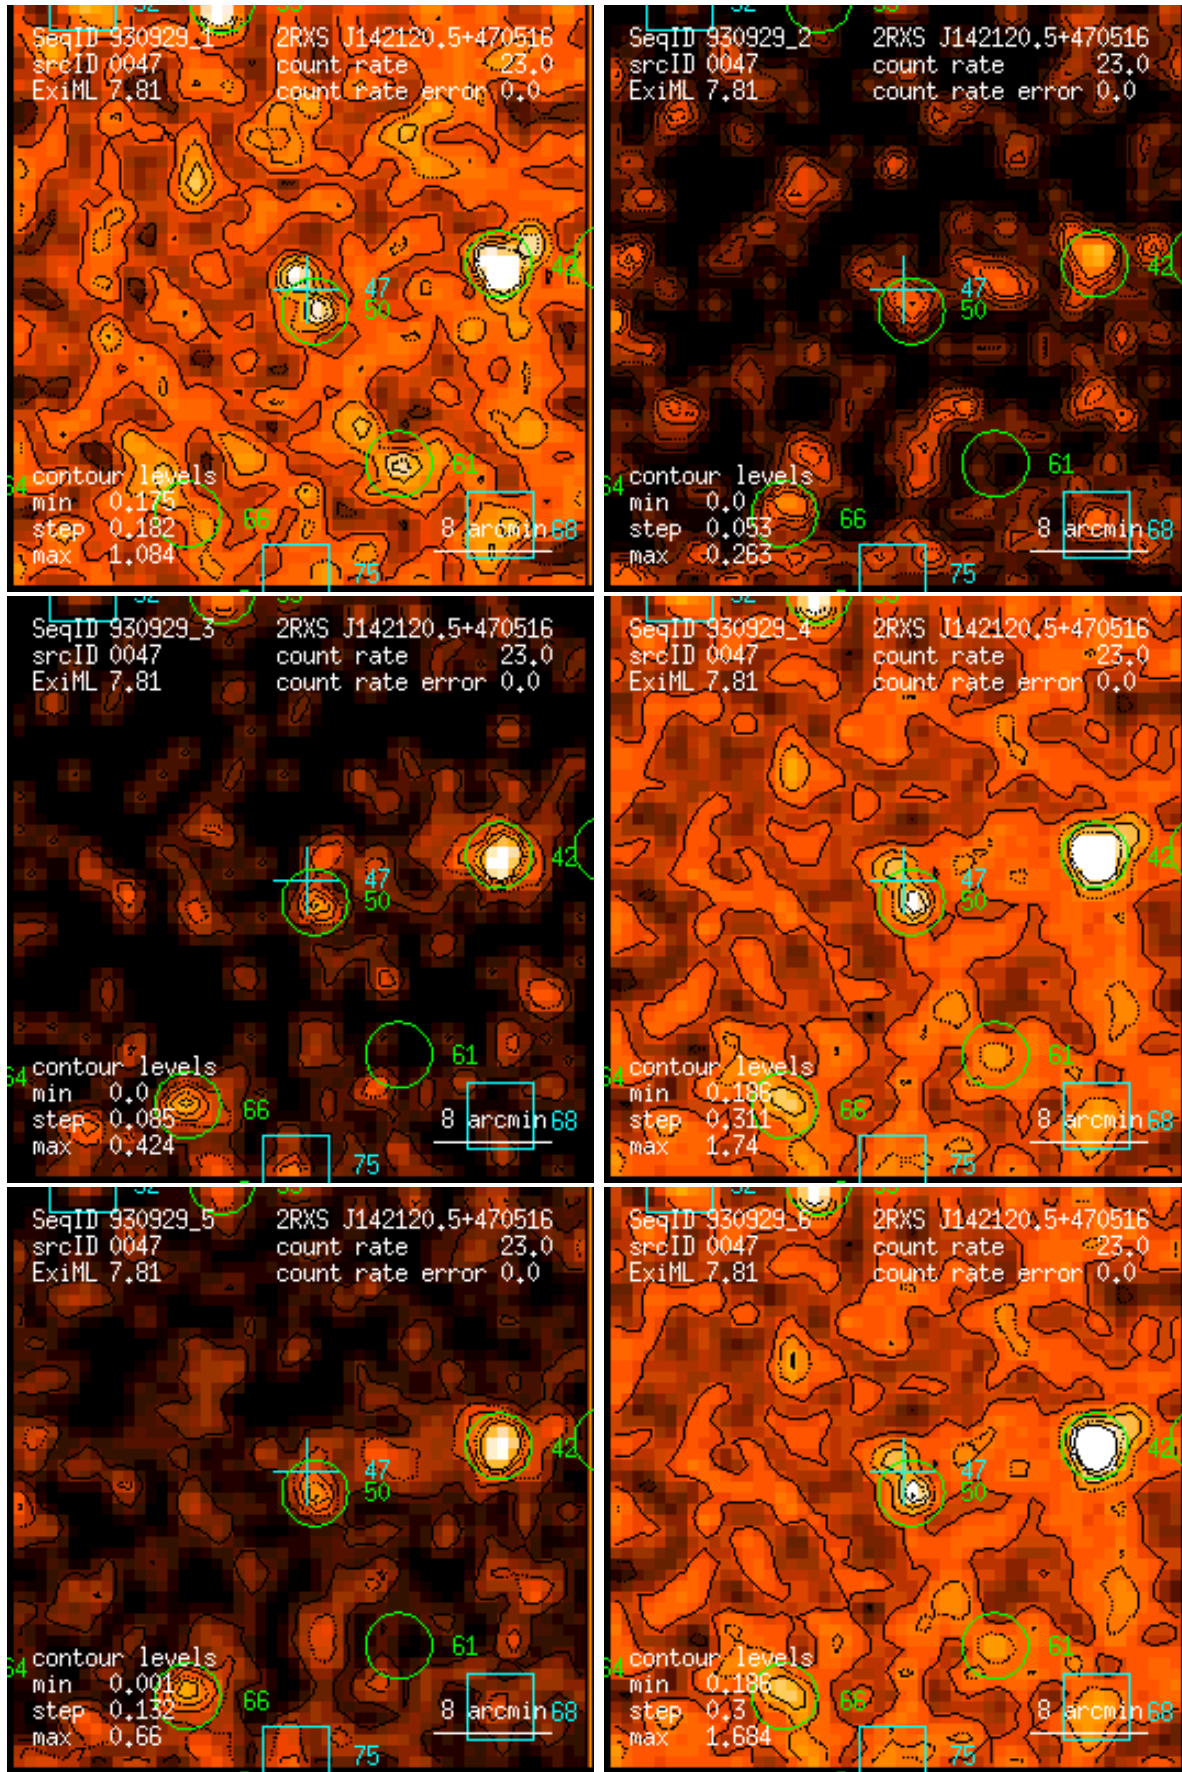 52 55
SeqID 930929_1 2RXS J142120.5+470516
srcID 0047 count rate 23.0
ExiML 7.81 count rate error 0.0
42
47
50
61
contour levels
64 min 0.175
66
step 0.182 8 arcmin 68
max 1.084
75
52 55
SeqID 930929_2 2RXS J142120.5+470516
srcID 0047 count rate 23.0
ExiML 7.81 count rate error 0.0
42
47
50
61
contour levels
64 min 0.0
66
step 0.053 8 arcmin 68
max 0.263
75
SeqID 930929_3 2RXS J142120.5+470516
srcID 0047 count rate 23.0
ExiML 7.81 count rate error 0.0
42
47
50
61
contour levels
64 min 0.0
66
step 0.085 8 arcmin 68
max 0.424
75
SeqID 930929_4 2RXS J142120.5+470516
srcID 0047 count rate 23.0
ExiML 7.81 count rate error 0.0
42
47
50
61
contour levels
64 min 0.186
66
step 0.311 8 arcmin 68
max 1.74
75
SeqID 930929_5 2RXS J142120.5+470516
srcID 0047 count rate 23.0
ExiML 7.81 count rate error 0.0
42
47
50
61
contour levels
64 min 0.001
66
step 0.132 8 arcmin 68
max 0.66
75
SeqID 930929_6 2RXS J142120.5+470516
srcID 0047 count rate 23.0
ExiML 7.81 count rate error 0.0
42
47
50
61
contour levels
64 min 0.186
66
step 0.3 8 arcmin 68
max 1.684
75